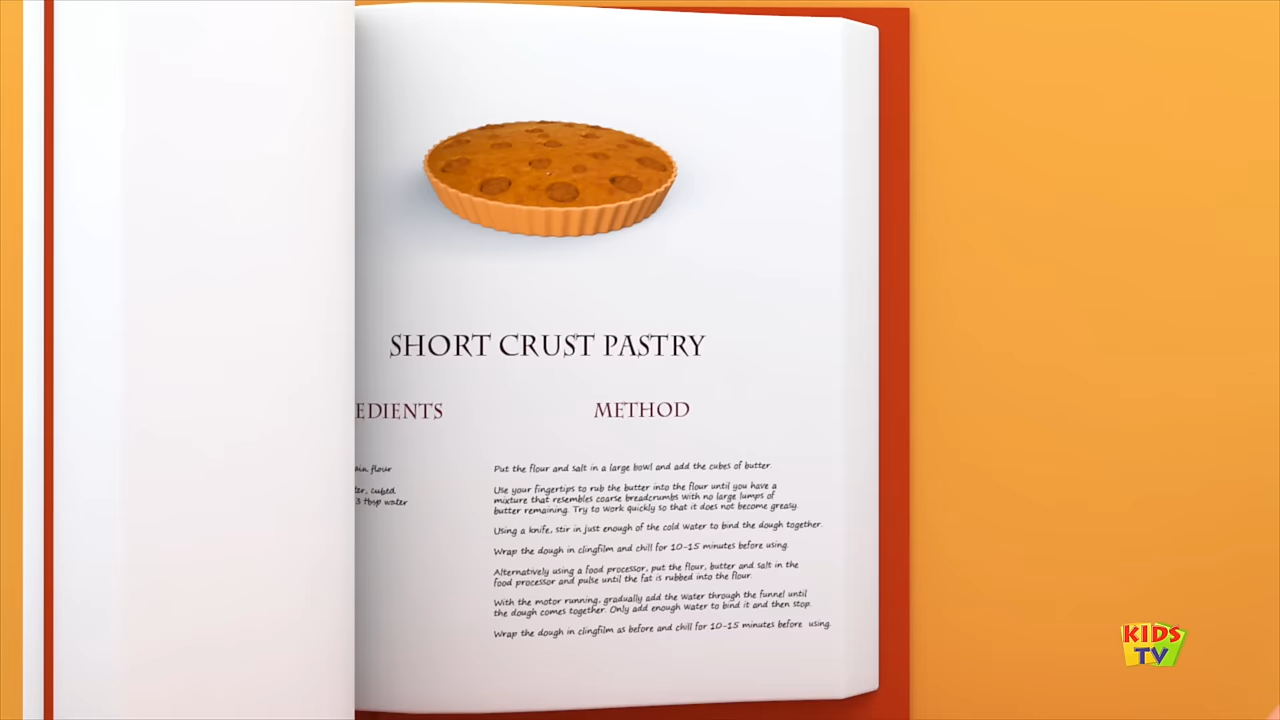 SHORT CRUST PASTRY
EDIENTS
METHOD
ain flour
ter, cubed
3 tbsp water
Put the flour and salt in a large bowl and add the cubes of butter.
Use your fingertips to rub the butter into the flour until you have a
mixture that resembles coarse breadcrumbs with no large lumps of
butter remaining. Try to work quickly so that it does not become greasy.
Using a knife, stir in just enough of the cold water to bind the dough together.
Wrap the dough in clingfilm and chill for 10-15 minutes before using.
Alternatively using a food processor, put the flour, butter and salt in the
food processor and pulse until the fat is rubbed into the flour.
With the motor running, gradually add the water through the funnel until
the dough comes together. Only add enough water to bind it and then stop.
Wrap the dough in clingfilm as before and chill for 10-15 minutes before using.
KIDS
TV